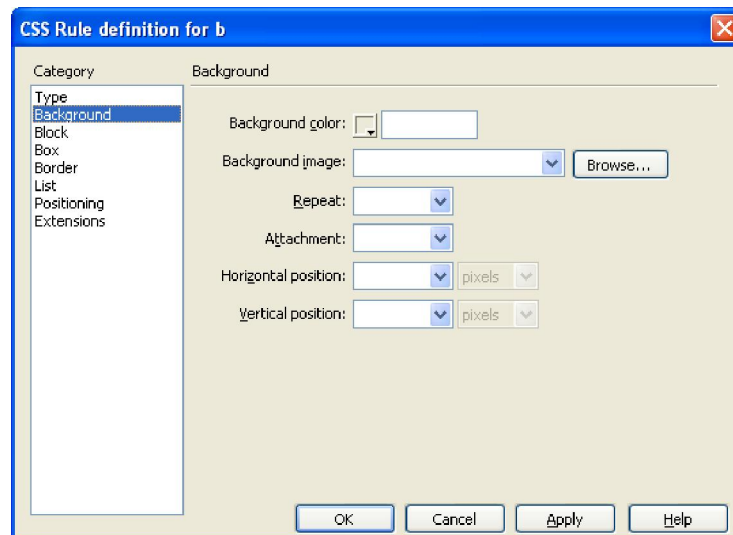 CSS Rule definition for b
Category
Background
Type
Background
Block
Box
Border
List
Positioning
Extensions
Background color:
Background image:
Browse...
Repeat:
Attachment:
Horizontal position:
pixels
Vertical position:
pixels
OK
Cancel
Apply
Help